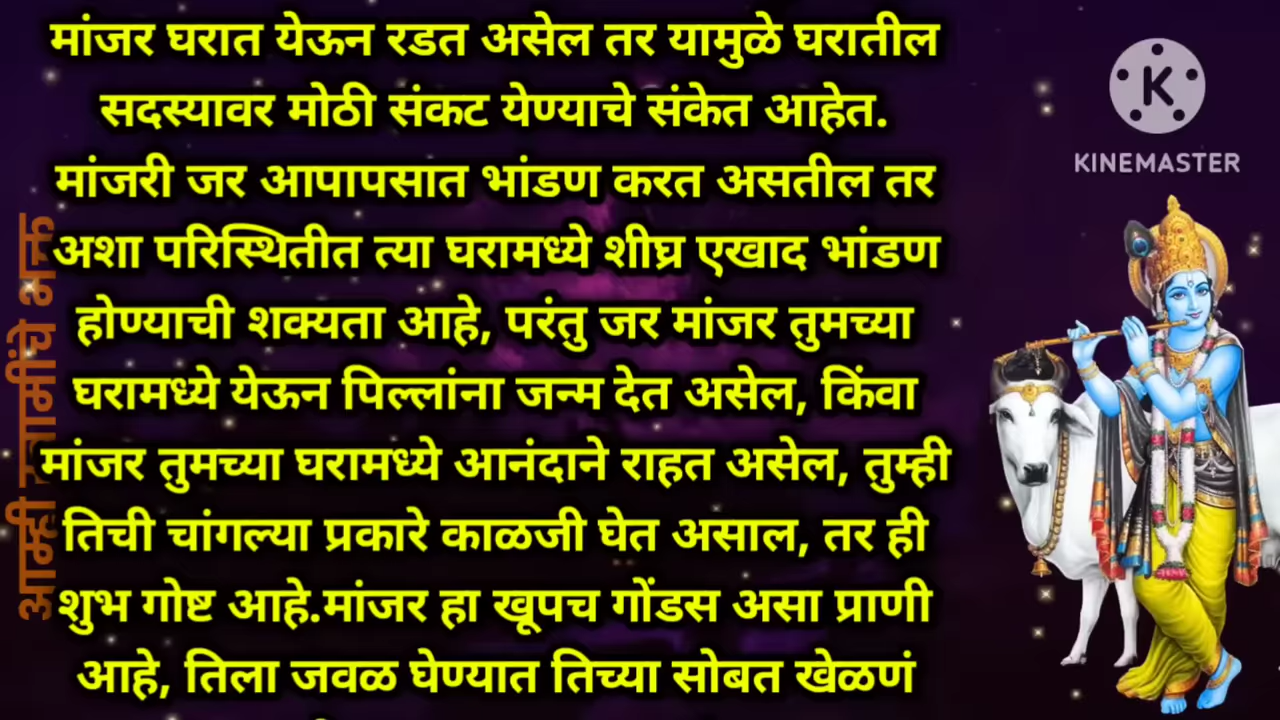 मांजर घरात येऊन रडत असेल तर यामुळे घरातील
सदस्यावर मोठी संकट येण्याचे संकेत आहेत.
मांजरी जर आपापसात भांडण करत असतील तर
अशा परिस्थितीत त्या घरामध्ये शीघ्र एखाद भांडण
होण्याची शक्यता आहे, परंतु जर मांजर तुमच्या
घरामध्ये येऊन पिल्लांना जन्म देत असेल, किंवा
मांजर तुमच्या घरामध्ये आनंदाने राहत असेल, तुम्ही
तिची चांगल्या प्रकारे काळजी घेत असाल, तर ही
शुभ गोष्ट आहे.मांजर हा खूपच गोंडस असा प्राणी
आहे, तिला जवळ घेण्यात तिच्या सोबत खेळणं
KINEMASTER
आम्ही स्वामींचे भक्त